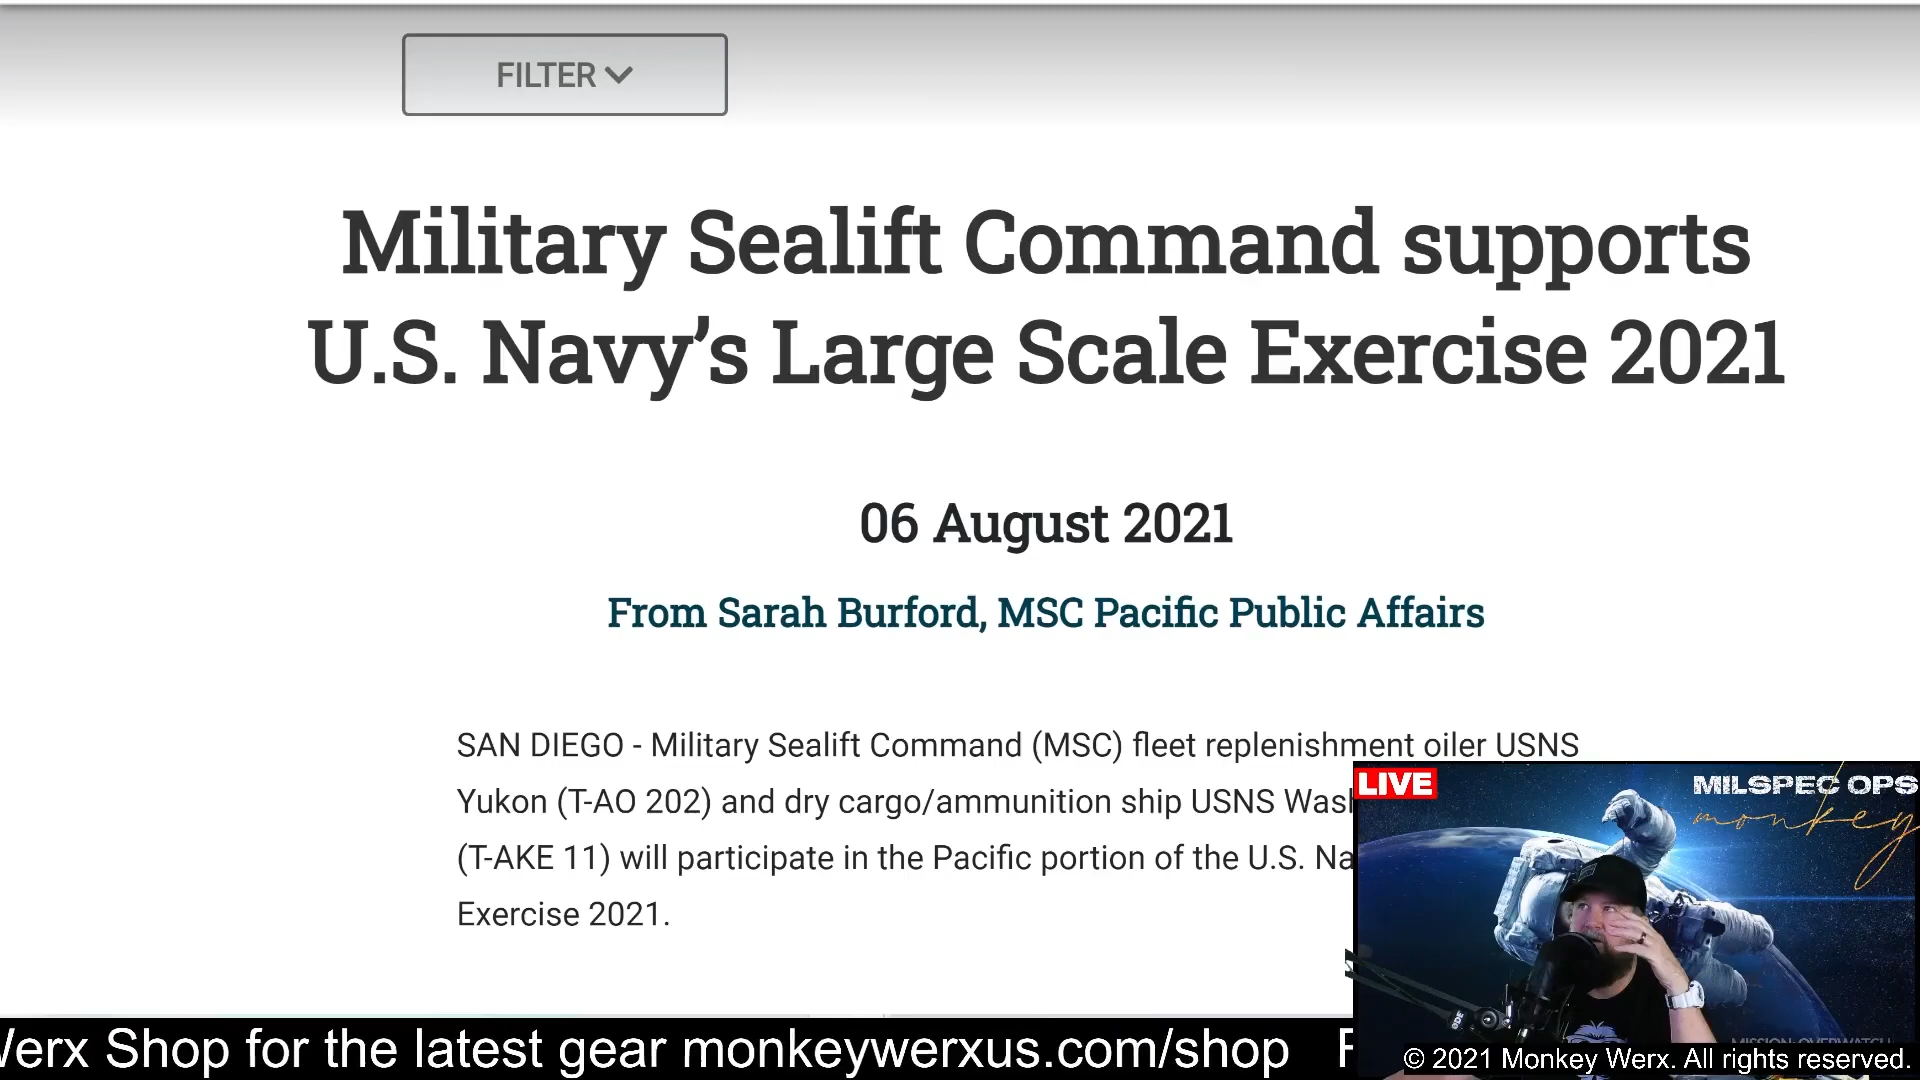 FILTER
Military Sealift Command supports
U.S. Navy’s Large Scale Exercise 2021
06 August 2021
From Sarah Burford, MSC Pacific Public Affairs
SAN DIEGO - Military Sealift Command (MSC) fleet replenishment oiler USNS
Yukon (T-AO 202) and dry cargo/ammunition ship USNS
(T-AKE 11) will participate in the Pacific portion of the U.S.
Exercise 2021.
LIVE
MILSPEC OPS
monkey
Shop for the latest gear monkeywerxus.com/shop
© 2021 Monkey Werx. All rights reserved.